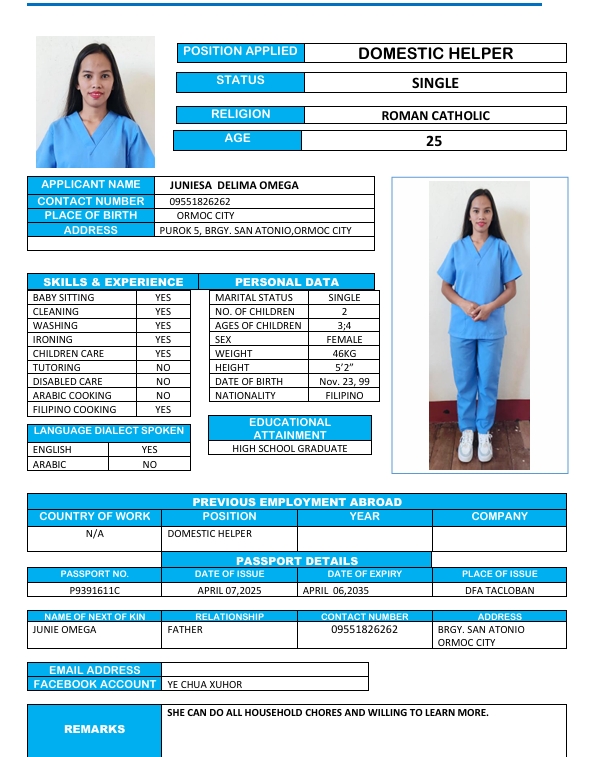 POSITION APPLIED DOMESTIC HELPER
STATUS SINGLE
RELIGION ROMAN CATHOLIC
AGE 25
APPLICANT NAME JUNIESA DELIMA OMEGA
CONTACT NUMBER 09551826262
PLACE OF BIRTH ORMOC CITY
ADDRESS PUROK 5, BRGY. SAN ATONIO,ORMOC CITY
SKILLS & EXPERIENCE
BABY SITTING YES
CLEANING YES
WASHING YES
IRONING YES
CHILDREN CARE YES
TUTORING NO
DISABLED CARE NO
ARABIC COOKING NO
FILIPINO COOKING YES
LANGUAGE DIALECT SPOKEN
ENGLISH YES
ARABIC NO
PERSONAL DATA
MARITAL STATUS SINGLE
NO. OF CHILDREN 2
AGES OF CHILDREN 3;4
SEX FEMALE
WEIGHT 46KG
HEIGHT 5'2"
DATE OF BIRTH Nov. 23, 99
NATIONALITY FILIPINO
EDUCATIONAL
ATTAINMENT
HIGH SCHOOL GRADUATE
PREVIOUS EMPLOYMENT ABROAD
COUNTRY OF WORK POSITION YEAR COMPANY
N/A DOMESTIC HELPER
PASSPORT DETAILS
PASSPORT NO. DATE OF ISSUE DATE OF EXPIRY PLACE OF ISSUE
P9391611C APRIL 07,2025 APRIL 06,2035 DFA TACLOBAN
NAME OF NEXT OF KIN RELATIONSHIP CONTACT NUMBER ADDRESS
JUNIE OMEGA FATHER 09551826262 BRGY. SAN ATONIO
ORMOC CITY
EMAIL ADDRESS
FACEBOOK ACCOUNT YE CHUA XUHOR
REMARKS SHE CAN DO ALL HOUSEHOLD CHORES AND WILLING TO LEARN MORE.